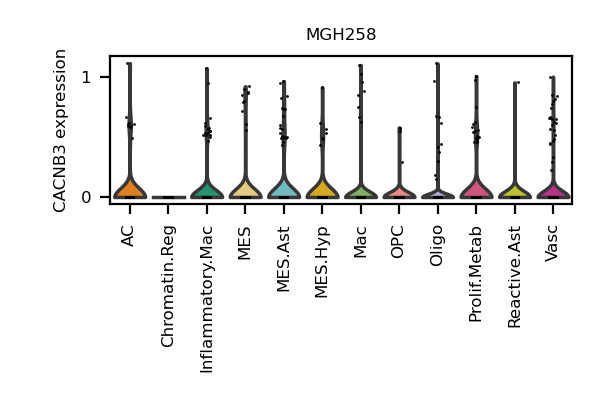 MGH258
CACNB3 expression
1
0
AC
Chromatin.Reg
Inflammatory.Mac
MES
MES.Ast
MES.Hyp
Mac
OPC
Oligo
Prolif.Metab
Reactive.Ast
Vasc